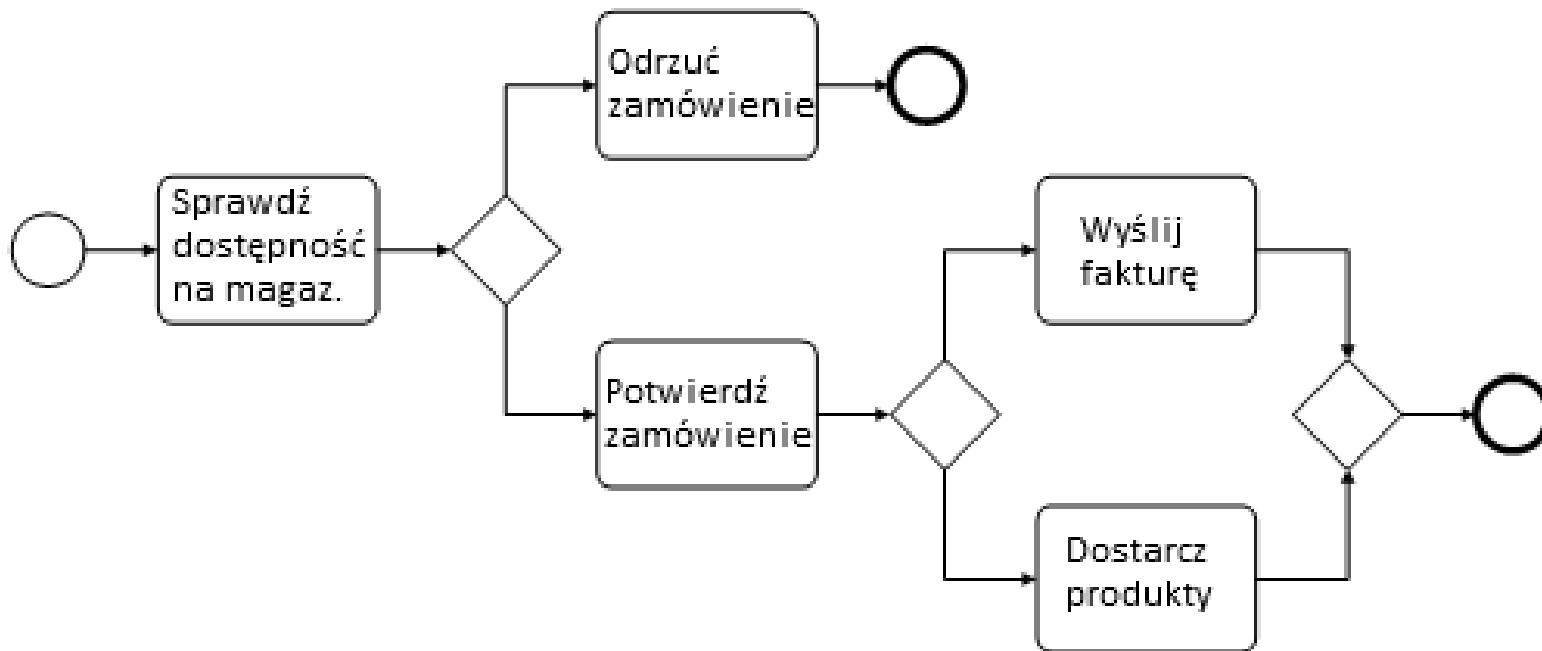 Odrzuć
zamówienie
Sprawdź
dostępność
na magaz.
Wyślij
fakturę
Potwierdź
zamówienie
Dostarcz
produkty